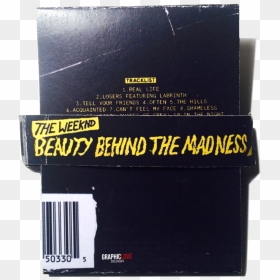 TRACKLIST
1.REAL LIFE
2.LOSERS FEATURING LABRINTH
3.TELL YOUR FRIENDS 4.OFTEN 5.THE HILLS
6.ACQUAINTED 7.CAN'T FEEL MY FACE 8.SHAMELESS
THE WEEKND
BEAUTY BEHIND THE MADNESS
50330 5
GRAPHIC